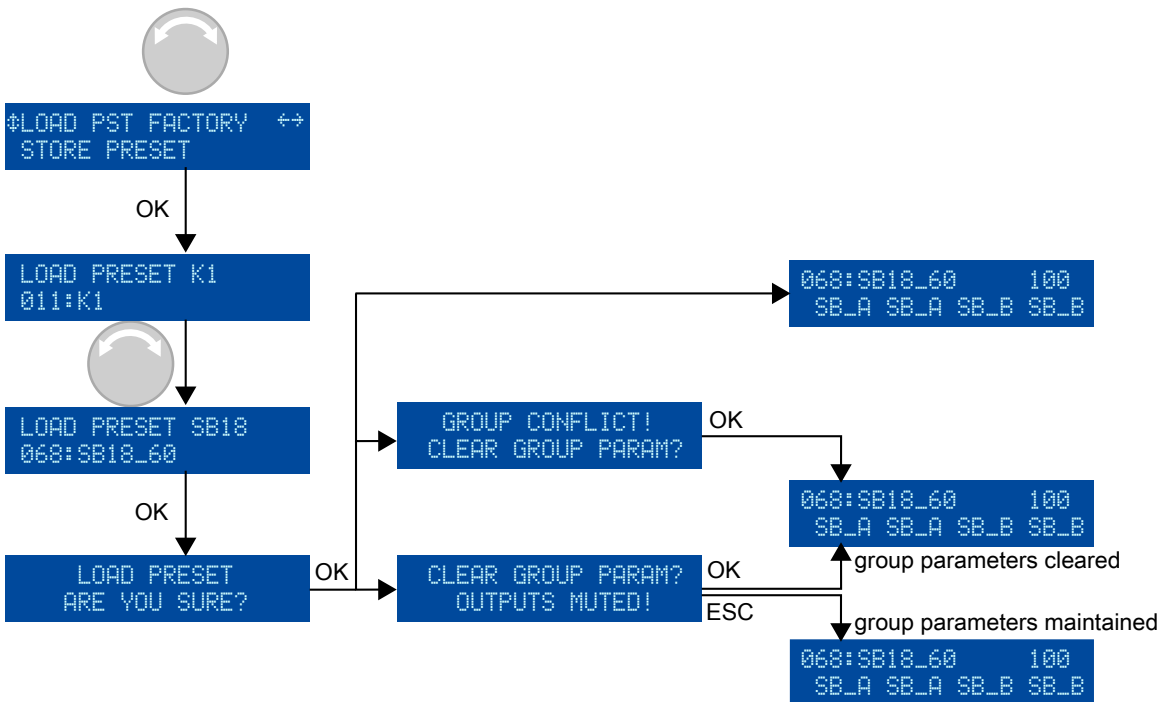 ↕LOAD PST FACTORY ↔
STORE PRESET
OK
LOAD PRESET K1
011:K1
LOAD PRESET SB18
068:SB18_60
OK
LOAD PRESET
ARE YOU SURE?
OK
068:SB18_60 100
SB_A SB_A SB_B SB_B
GROUP CONFLICT!
CLEAR GROUP PARAM?
OK
068:SB18_60 100
SB_A SB_A SB_B SB_B
group parameters cleared
CLEAR GROUP PARAM?
OUTPUTS MUTED!
OK
ESC
group parameters maintained
068:SB18_60 100
SB_A SB_A SB_B SB_B